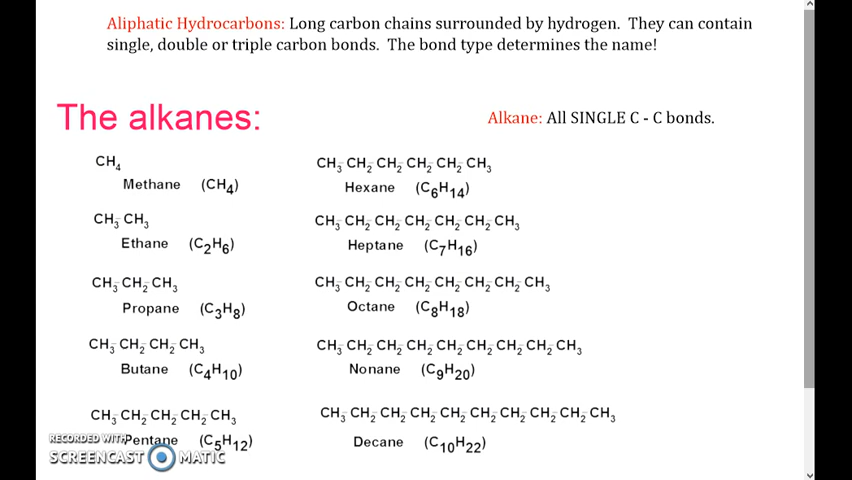 Aliphatic Hydrocarbons: Long carbon chains surrounded by hydrogen. They can contain
single, double or triple carbon bonds. The bond type determines the name!
The alkanes:
Alkane: All SINGLE C - C bonds.
CH₄
Methane (CH₄)
CH₃-CH₃
Ethane (C₂H₆)
CH₃-CH₂-CH₃
Propane (C₃H₈)
CH₃-CH₂-CH₂-CH₃
Butane (C₄H₁₀)
CH₃-CH₂-CH₂-CH₂-CH₃
Pentane (C₅H₁₂)
CH₃-CH₂-CH₂-CH₂-CH₂-CH₃
Hexane (C₆H₁₄)
CH₃-CH₂-CH₂-CH₂-CH₂-CH₂-CH₃
Heptane (C₇H₁₆)
CH₃-CH₂-CH₂-CH₂-CH₂-CH₂-CH₂-CH₃
Octane (C₈H₁₈)
CH₃-CH₂-CH₂-CH₂-CH₂-CH₂-CH₂-CH₂-CH₃
Nonane (C₉H₂₀)
CH₃-CH₂-CH₂-CH₂-CH₂-CH₂-CH₂-CH₂-CH₂-CH₃
Decane (C₁₀H₂₂)
RECORDED WITH
SCREENCAST MATIC